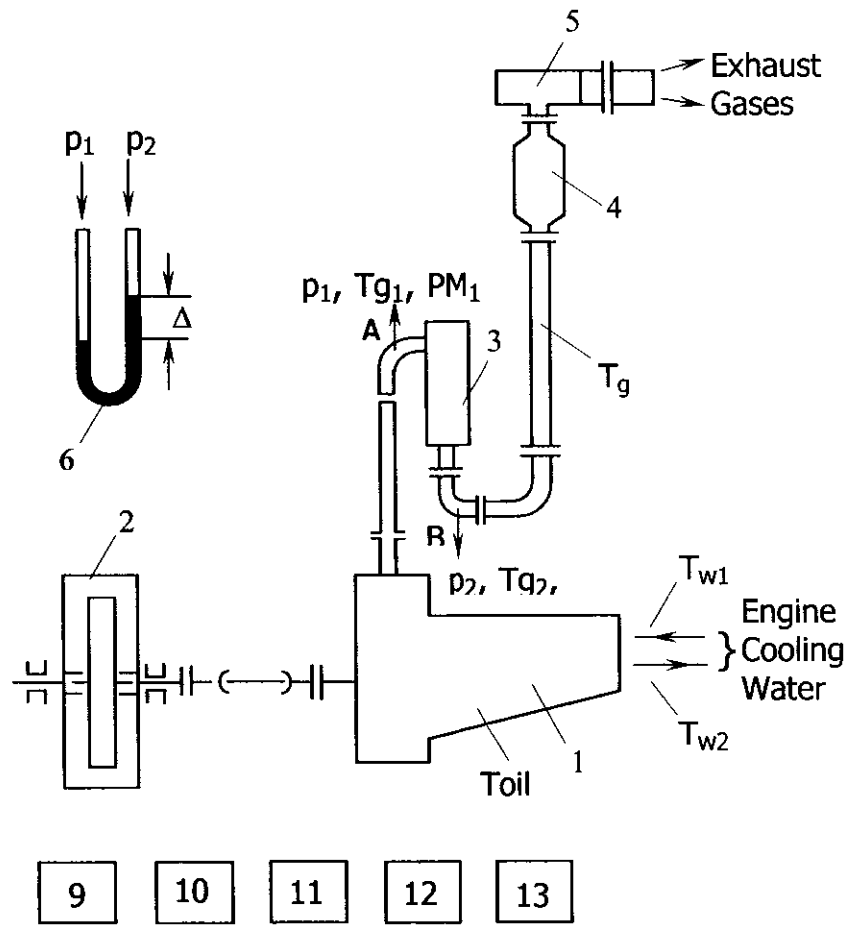 5
Exhaust
Gases
p1 p2
4
p1, Tg1, PM1
A
3
Δ
Tg
6
2
B
p2, Tg2,
Tw1
Engine
Cooling
Water
Tw2
Toil
1
9 10 11 12 13